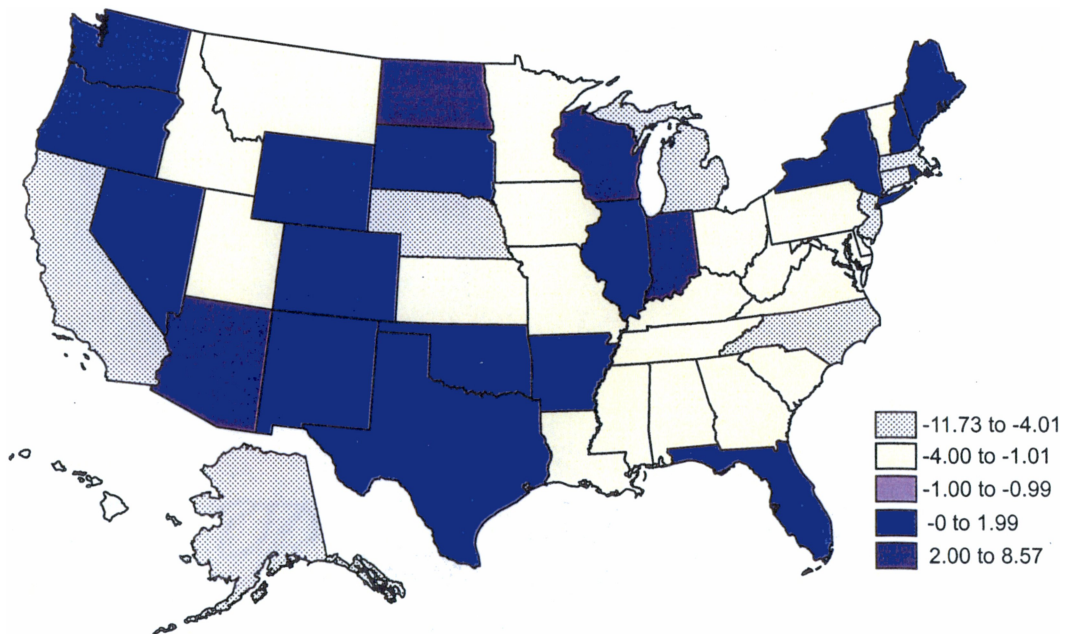 -11.73 to -4.01
-4.00 to -1.01
-1.00 to -0.99
-0 to 1.99
2.00 to 8.57